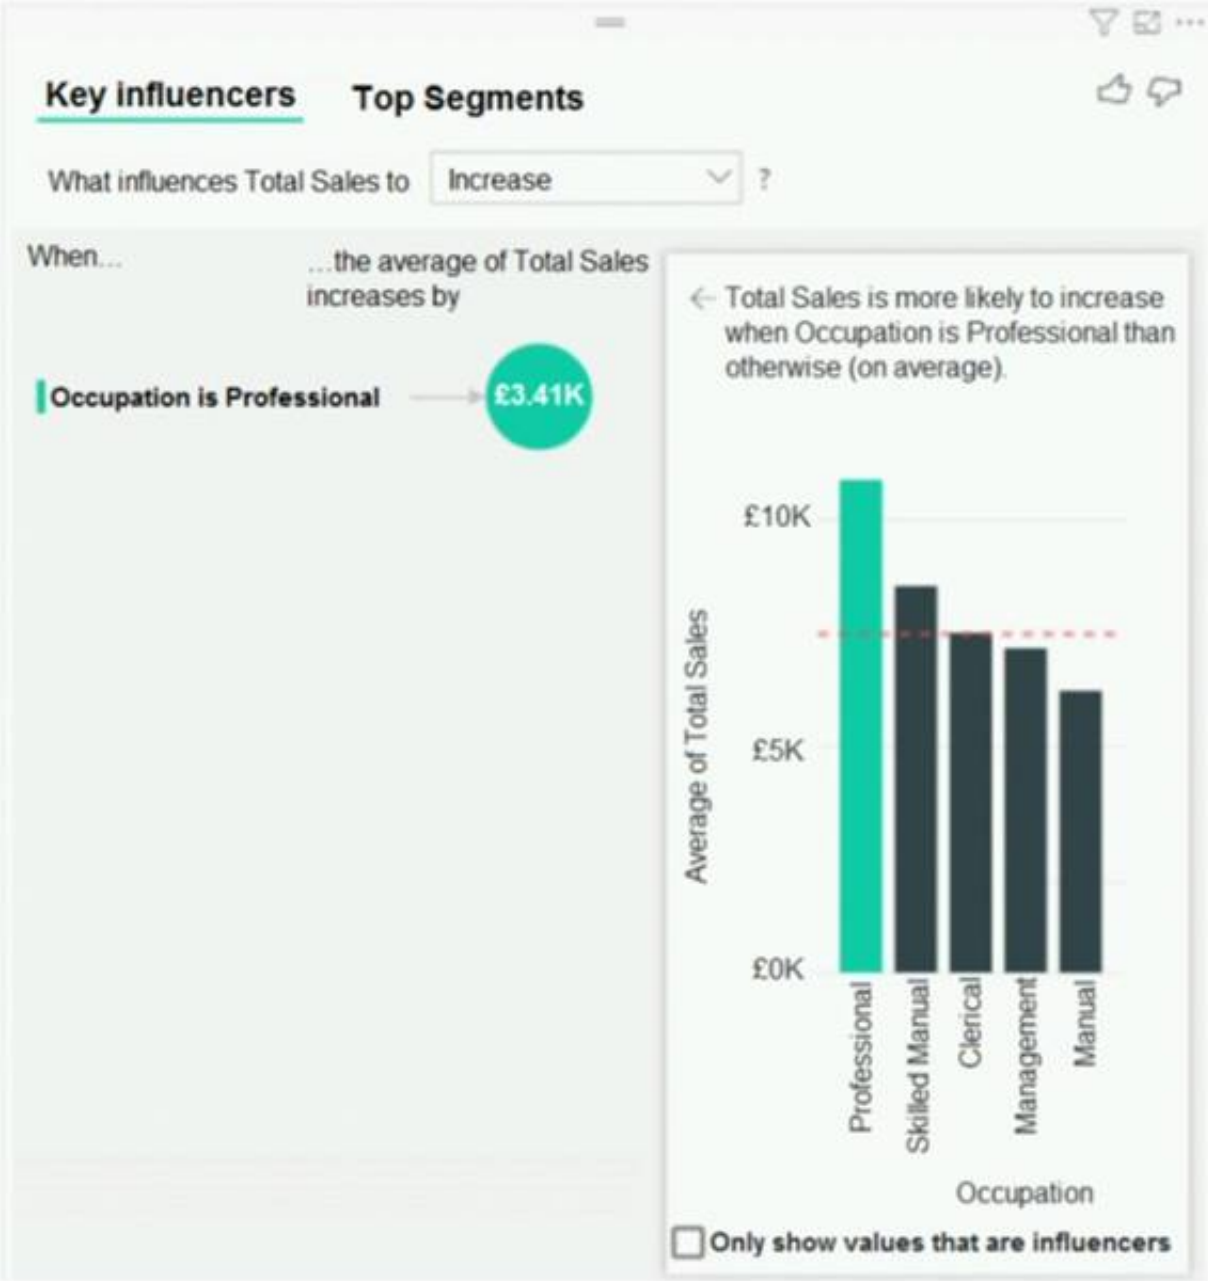 Key influencers Top Segments
What influences Total Sales to Increase ?
When... ...the average of Total Sales
increases by
Occupation is Professional £3.41K
Total Sales is more likely to increase
when Occupation is Professional than
otherwise (on average).
£10K
£5K
£0K
Average of Total Sales
Professional
Skilled Manual
Clerical
Management
Manual
Occupation
Only show values that are influencers